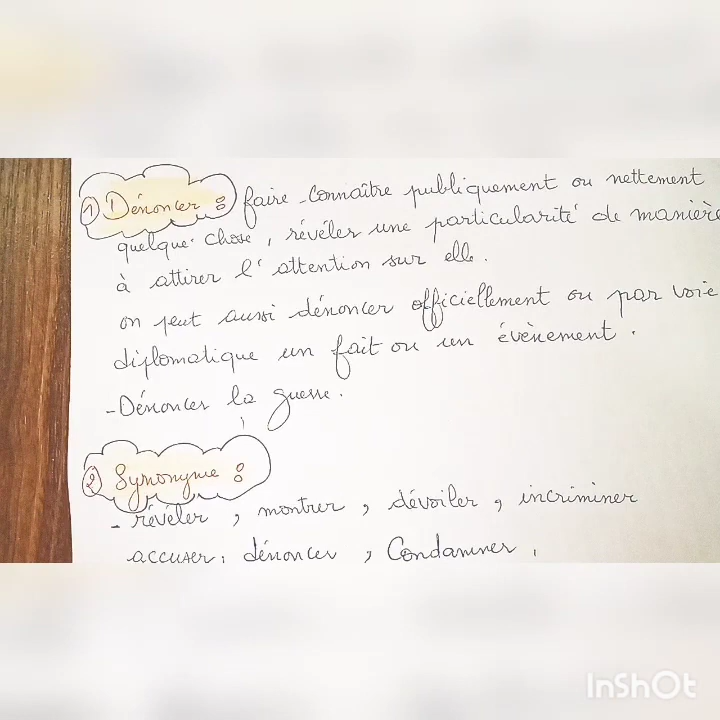 1) Dénoncer : faire connaître publiquement ou nettement
quelque chose, révéler une particularité de manière
à attirer l'attention sur elle.
on peut aussi dénoncer officiellement ou par voie
diplomatique un fait ou un évènement.
- Dénoncer la guerre.
2) Synonyme :
- révéler, montrer, dévoiler, incriminer
accuser, dénoncer, Condamner,
InShOt